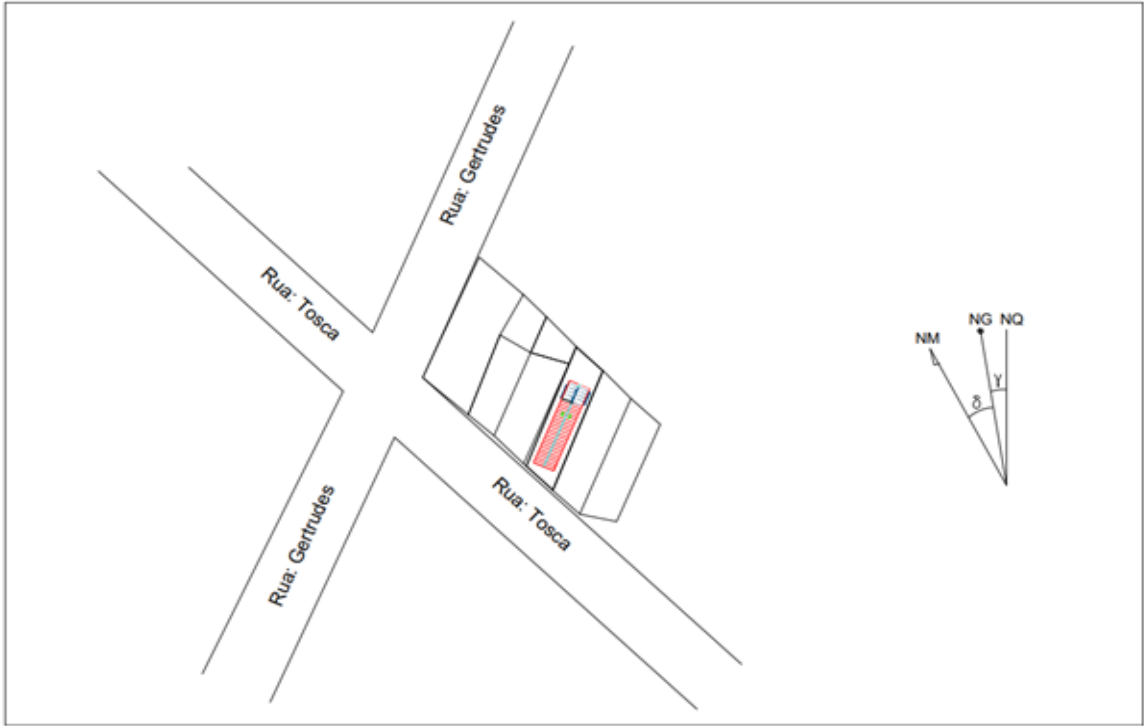 Rua: Gertrudes
Rua: Tosca
NM
NG
NQ
γ
δ
Rua: Tosca
Rua: Gertrudes